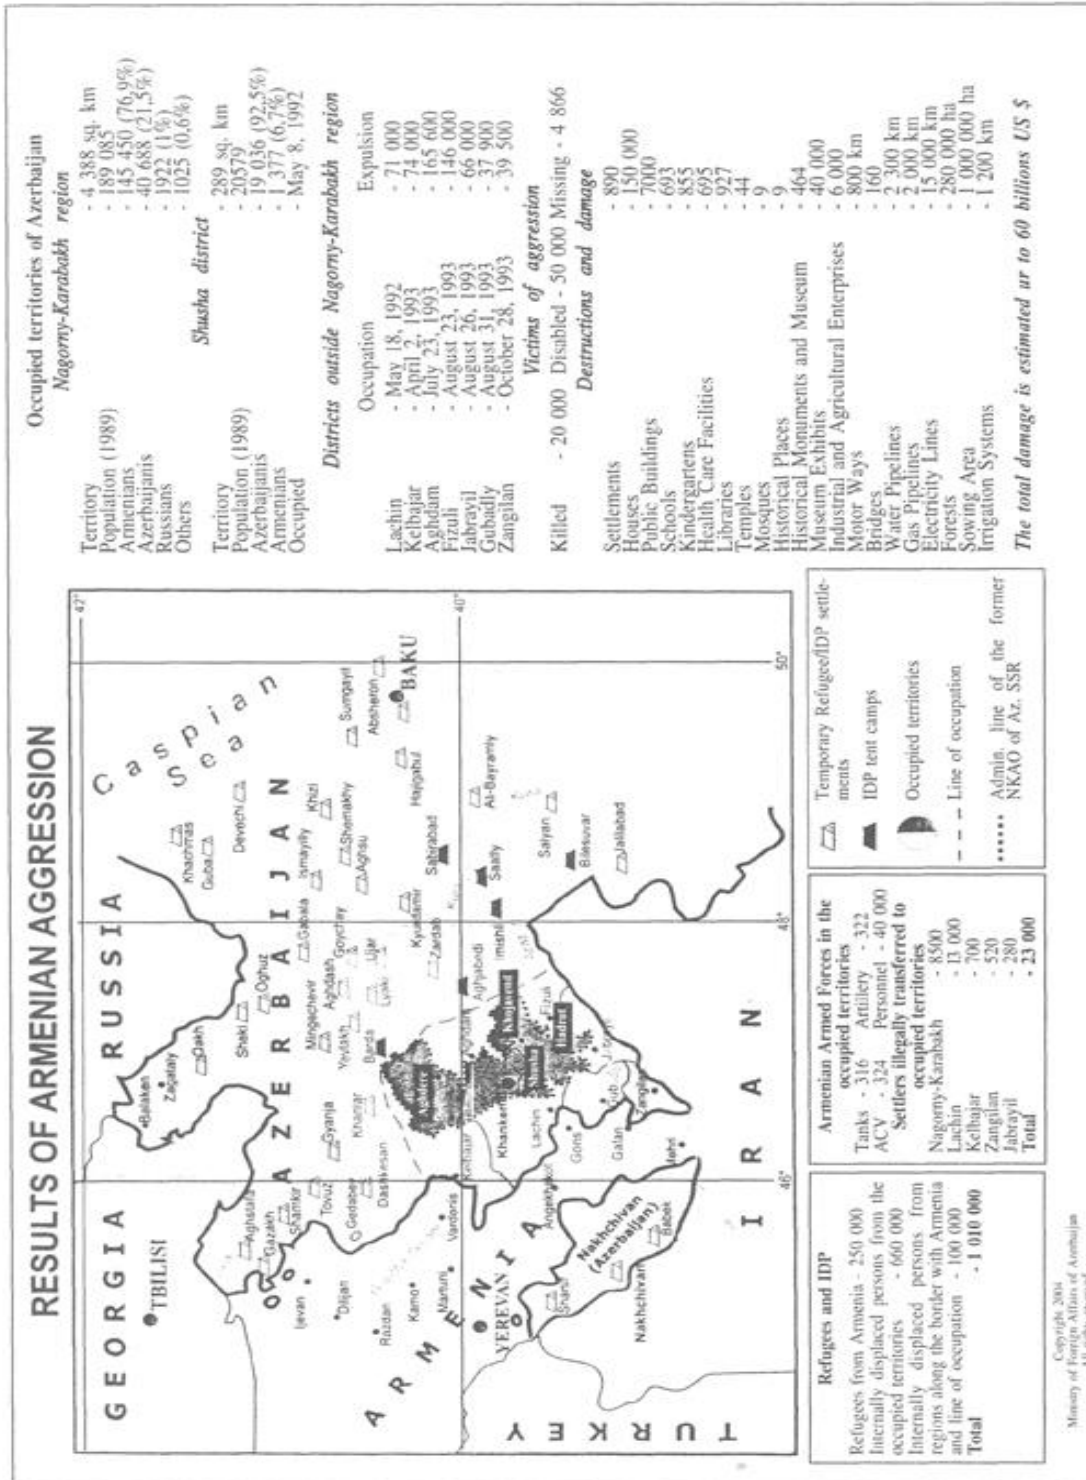 RESULTS OF ARMENIAN AGGRESSION
GEORGIA
RUSSIA
Caspian
Sea
AZERBAIJAN
ARMENIA
TURKEY
IRAN
TBILISI
YEREVAN
BAKU
Nakhchivan
(Azerbaijan)
42°
40°
46°
48°
50°
Balaken
Zagataly
Qakh
Sheki
Oghuz
Khachmas
Guba
Devechi
Khizi
Sumgayit
Absheron
Aghstafa
Gazakh
Shamkir
Tovuz
Gedabey
Dashkesan
Gyanja
Khanlar
Mingechevir
Yevlakh
Aghdash
Barda
Gabala
Goychay
Ujar
Ismayilly
Shemakhy
Aghsu
Kyurdamir
Zardab
Hajigabul
Sabirabad
Saatly
Al-Bayramly
Salyan
Bilesuvar
Jalilabad
Imishli
Aghjabedi
Aghdam
Fizuli
Khojavend
Shusha
Hadrut
Lachin
Kelbajar
Zangilan
Gub.
Ijevan
Dilijan
Razdan
Kamo
Martuni
Vardenis
Angekhakot
Goris
Gafan
Mehri
Sharur
Babek
Nakhchivan
Refugees and IDP
Refugees from Armenia - 250 000
Internally displaced persons from the
occupied territories - 660 000
Internally displaced persons from
regions along the border with Armenia
and line of occupation - 100 000
Total - 1 010 000
Armenian Armed Forces in the
occupied territories
Tanks - 316 Artillery - 322
ACV - 324 Personnel - 40 000
Settlers illegally transferred to
occupied territories
Nagorny-Karabakh - 8500
Lachin - 13 000
Kelbajar - 700
Zangilan - 520
Jabrayil - 280
Total - 23 000
Temporary Refugee/IDP settle-
ments
IDP tent camps
Occupied territories
Line of occupation
Admin. line of the former
NKAO of Az. SSR
Copyright 2004
Ministry of Foreign Affairs of Azerbaijan
Occupied territories of Azerbaijan
Nagorny-Karabakh region
Territory - 4 388 sq. km
Population (1989) - 189 085
Armenians - 145 450 (76,9%)
Azerbaijanis - 40 688 (21,5%)
Russians - 1922 (1%)
Others - 1025 (0,6%)
Shusha district
Territory - 289 sq. km
Population (1989) - 20579
Azerbaijanis - 19 036 (92,5%)
Armenians - 1 377 (6,7%)
Occupied - May 8, 1992
Districts outside Nagorny-Karabakh region
Occupation Expulsion
Lachin - May 18, 1992 - 71 000
Kelbajar - April 2, 1993 - 74 000
Aghdam - July 23, 1993 - 165 600
Fizuli - August 23, 1993 - 146 000
Jabrayil - August 26, 1993 - 66 000
Gubadly - August 31, 1993 - 37 900
Zangilan - October 28, 1993 - 39 500
Victims of aggression
Killed - 20 000 Disabled - 50 000 Missing - 4 866
Destructions and damage
Settlements - 890
Houses - 150 000
Public Buildings - 7000
Schools - 693
Kindergartens - 855
Health Care Facilities - 695
Libraries - 927
Temples - 44
Mosques - 9
Historical Places - 9
Historical Monuments and Museum - 464
Museum Exhibits - 40 000
Industrial and Agricultural Enterprises - 6 000
Motor Ways - 800 km
Bridges - 160
Water Pipelines - 2 300 km
Gas Pipelines - 2 000 km
Electricity Lines - 15 000 km
Forests - 280 000 ha
Sowing Area - 1 000 000 ha
Irrigation Systems - 1 200 km
The total damage is estimated ur to 60 billions US $